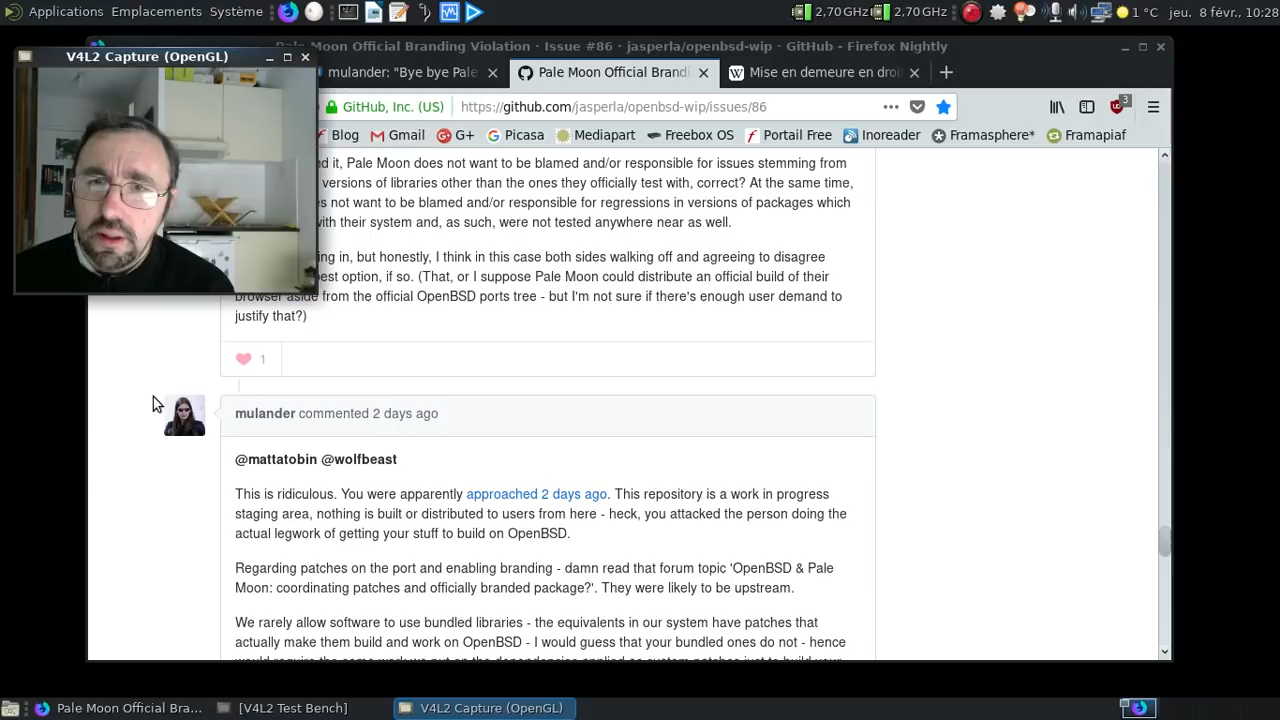 Applications Emplacements Système 2,70 GHz 2,70 GHz 1 °C jeu. 8 févr., 10:28
Pale Moon Official Branding Violation · Issue #86 · jasperla/openbsd-wip · GitHub - Firefox Nightly
V4L2 Capture (OpenGL)
mulander: "Bye bye Pale
Pale Moon Official Brandi
Mise en demeure en droi
GitHub, Inc. (US) https://github.com/jasperla/openbsd-wip/issues/86 3
Blog Gmail G+ Picasa Mediapart Freebox OS Portail Free Inoreader Framasphere* Framapiaf
d it, Pale Moon does not want to be blamed and/or responsible for issues stemming from
versions of libraries other than the ones they officially test with, correct? At the same time,
es not want to be blamed and/or responsible for regressions in versions of packages which
with their system and, as such, were not tested anywhere near as well.
ing in, but honestly, I think in this case both sides walking off and agreeing to disagree
est option, if so. (That, or I suppose Pale Moon could distribute an official build of their
browser aside from the official OpenBSD ports tree - but I'm not sure if there's enough user demand to
justify that?)
1
mulander commented 2 days ago
@mattatobin @wolfbeast
This is ridiculous. You were apparently approached 2 days ago. This repository is a work in progress
staging area, nothing is built or distributed to users from here - heck, you attacked the person doing the
actual legwork of getting your stuff to build on OpenBSD.
Regarding patches on the port and enabling branding - damn read that forum topic 'OpenBSD & Pale
Moon: coordinating patches and officially branded package?'. They were likely to be upstream.
We rarely allow software to use bundled libraries - the equivalents in our system have patches that
actually make them build and work on OpenBSD - I would guess that your bundled ones do not - hence
Pale Moon Official Bra... [V4L2 Test Bench] V4L2 Capture (OpenGL)